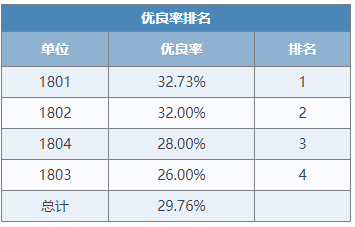 优良率排名
单位 优良率 排名
1801 32.73% 1
1802 32.00% 2
1804 28.00% 3
1803 26.00% 4
总计 29.76%